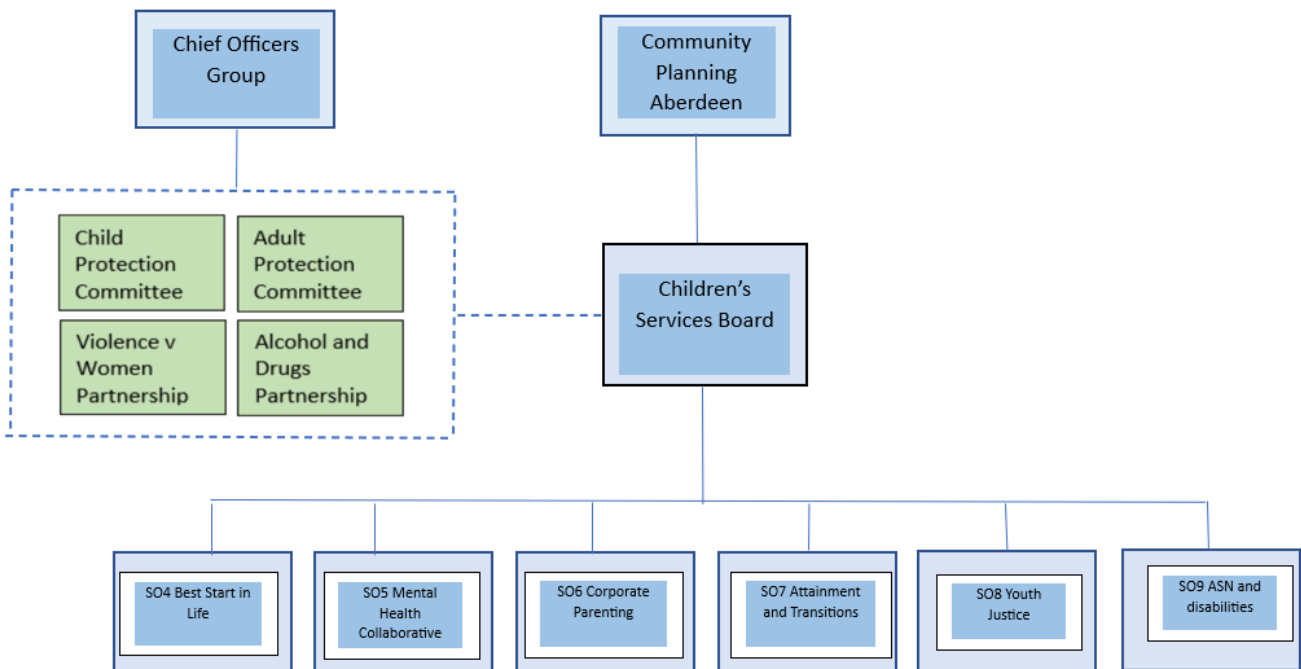 Chief Officers
Group
Community
Planning
Aberdeen
Child
Protection
Committee
Adult
Protection
Committee
Violence v
Women
Partnership
Alcohol and
Drugs
Partnership
Children’s
Services Board
SO4 Best Start in
Life
SO5 Mental
Health
Collaborative
SO6 Corporate
Parenting
SO7 Attainment
and Transitions
SO8 Youth
Justice
SO9 ASN and
disabilities